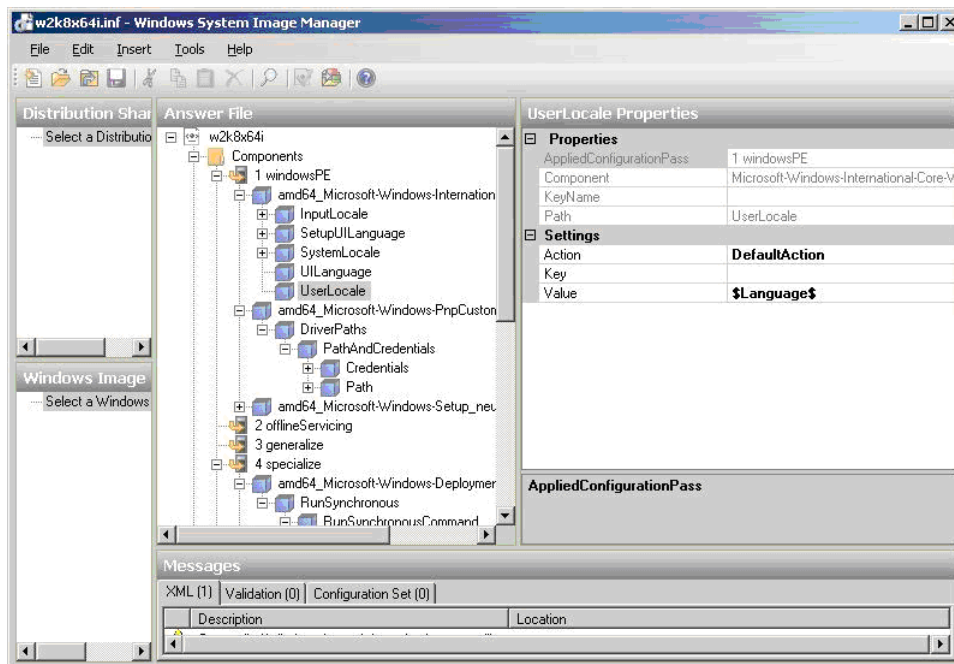 w2k8x64i.inf - Windows System Image Manager
File Edit Insert Tools Help
Distribution Shar
Select a Distributio
Windows Image
Select a Windows
Answer File
w2k8x64i
Components
1 windowsPE
amd64_Microsoft-Windows-Internation
InputLocale
SetupUILanguage
SystemLocale
UILanguage
UserLocale
amd64_Microsoft-Windows-PnpCustom
DriverPaths
PathAndCredentials
Credentials
Path
amd64_Microsoft-Windows-Setup_neu
2 offlineServicing
3 generalize
4 specialize
amd64_Microsoft-Windows-Deploymer
RunSynchronous
RunSynchronousCommand
UserLocale Properties
Properties
AppliedConfigurationPass 1 windowsPE
Component Microsoft-Windows-International-Core-W
KeyName
Path UserLocale
Settings
Action DefaultAction
Key
Value $Language$
AppliedConfigurationPass
Messages
XML (1) Validation (0) Configuration Set (0)
Description Location